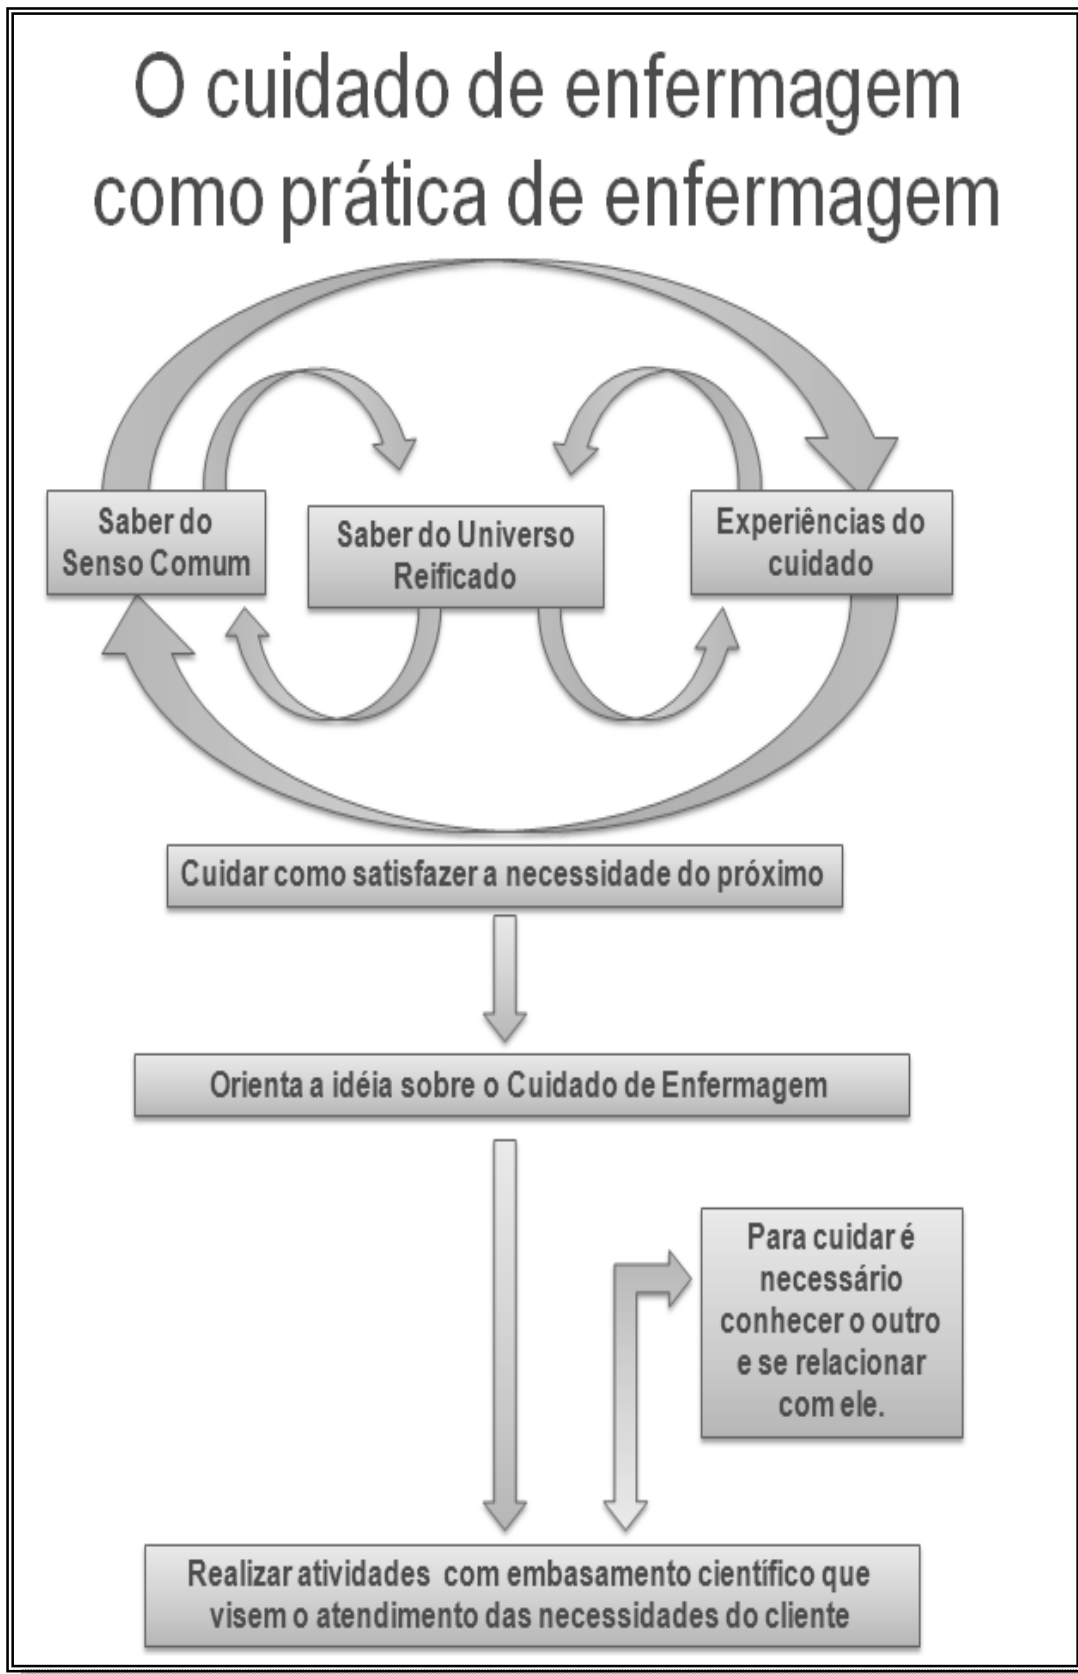 O cuidado de enfermagem
como prática de enfermagem
Saber do
Senso Comum
Saber do Universo
Reificado
Experiências do
cuidado
Cuidar como satisfazer a necessidade do próximo
Orienta a idéia sobre o Cuidado de Enfermagem
Para cuidar é
necessário
conhecer o outro
e se relacionar
com ele.
Realizar atividades com embasamento científico que
visem o atendimento das necessidades do cliente